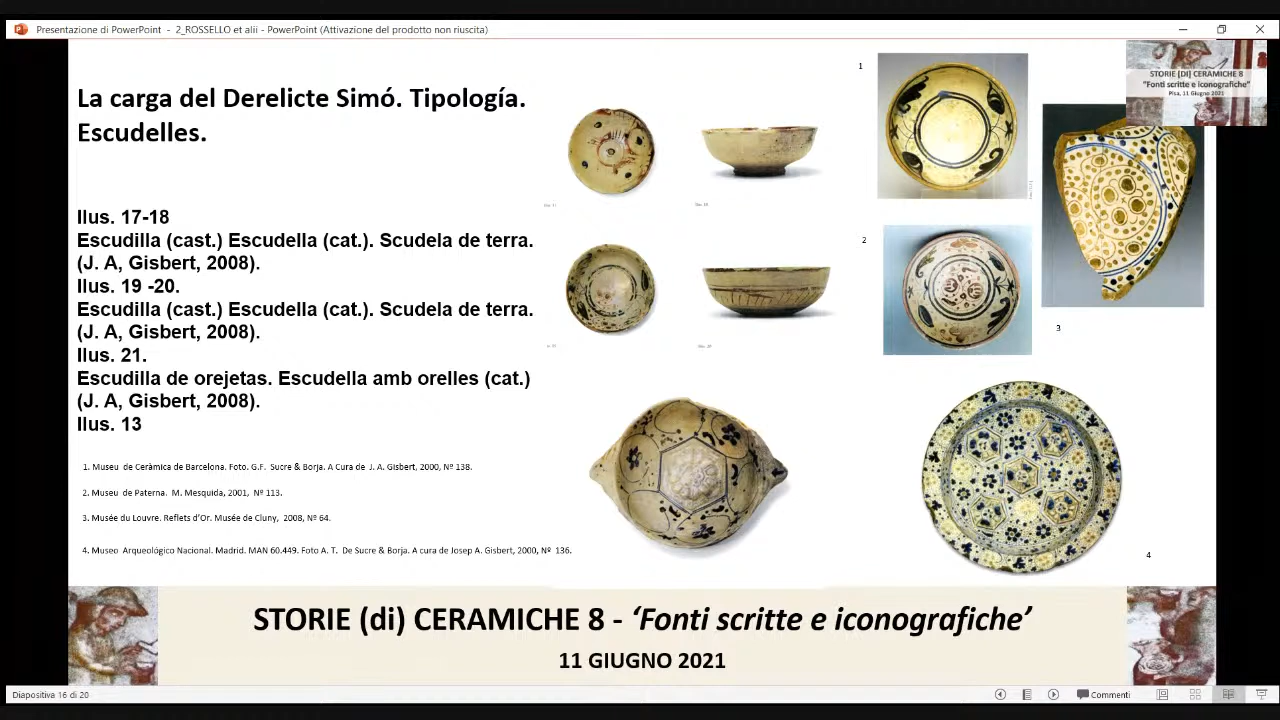 Presentazione di PowerPoint - 2_ROSSELLO et alii - PowerPoint (Attivazione del prodotto non riuscita)
STORIE (DI) CERAMICHE 8
"Fonti scritte e iconografiche"
Pisa, 11 Giugno 2021
La carga del Derelicte Simó. Tipología.
Escudelles.
1
2
3
4
Ilus. 17-18
Escudilla (cast.) Escudella (cat.). Scudela de terra.
(J. A, Gisbert, 2008).
Ilus. 19 -20.
Escudilla (cast.) Escudella (cat.). Scudela de terra.
(J. A, Gisbert, 2008).
Ilus. 21.
Escudilla de orejetas. Escudella amb orelles (cat.)
(J. A, Gisbert, 2008).
Ilus. 13
1. Museu de Ceràmica de Barcelona. Foto. G.F. Sucre & Borja. A Cura de J. A. Gisbert, 2000, Nº 138.
2. Museu de Paterna. M. Mesquida, 2001, Nº 113.
3. Musée du Louvre. Reflets d'Or. Musée de Cluny, 2008, Nº 64.
4. Museo Arqueológico Nacional. Madrid. MAN 60.449. Foto A. T. De Sucre & Borja. A cura de Josep A. Gisbert, 2000, Nº 136.
STORIE (di) CERAMICHE 8 - 'Fonti scritte e iconografiche'
11 GIUGNO 2021
Diapositiva 16 di 20
Commenti